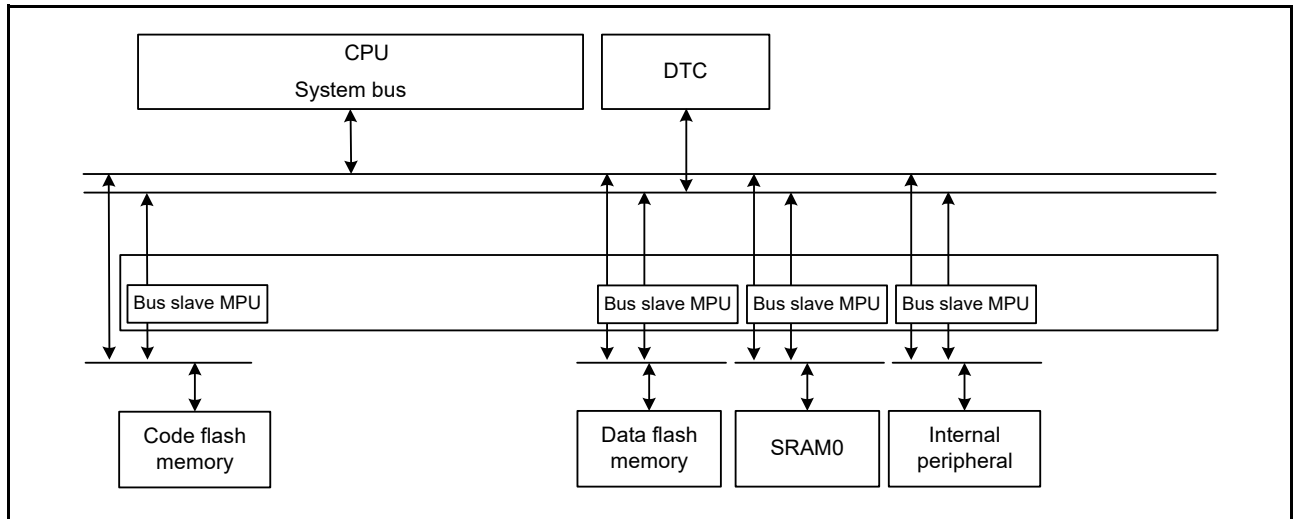 CPU
System bus
DTC
Bus slave MPU
Bus slave MPU
Bus slave MPU
Bus slave MPU
Code flash
memory
Data flash
memory
SRAM0
Internal
peripheral